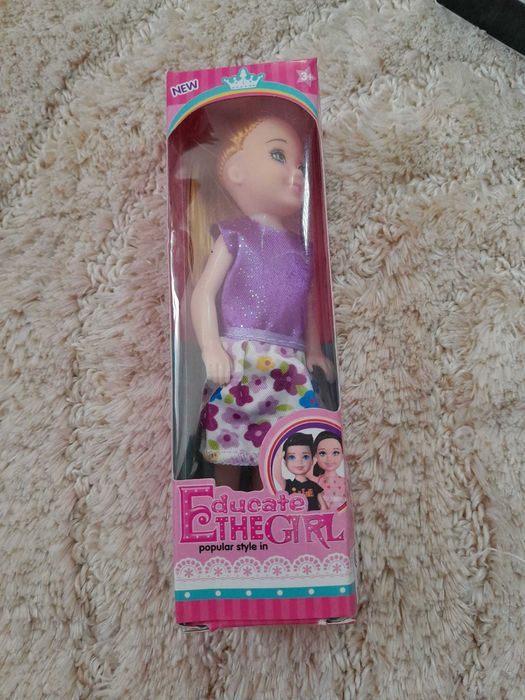 NEW
3+
Educate
THE GIRL
popular style in